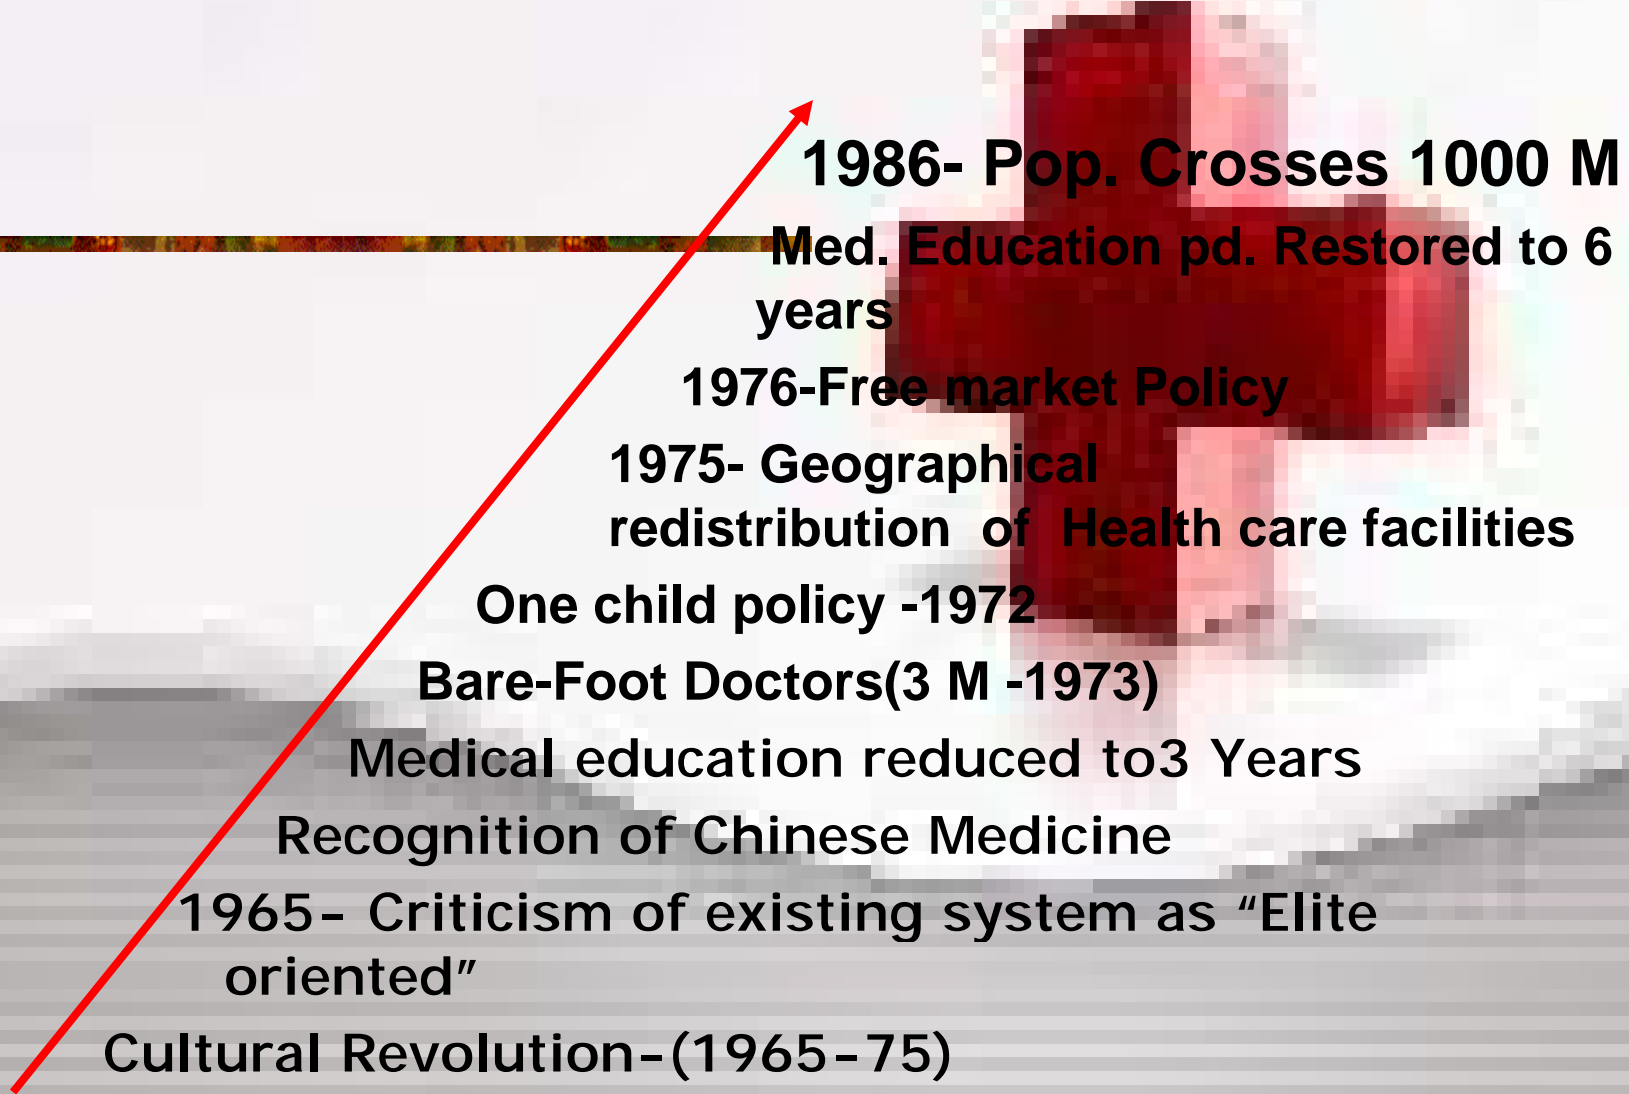 1986- Pop. Crosses 1000 M
Med. Education pd. Restored to 6
years
1976-Free market Policy
1975- Geographical
redistribution of Health care facilities
One child policy -1972
Bare-Foot Doctors(3 M -1973)
Medical education reduced to3 Years
Recognition of Chinese Medicine
1965- Criticism of existing system as “Elite
oriented”
Cultural Revolution-(1965-75)